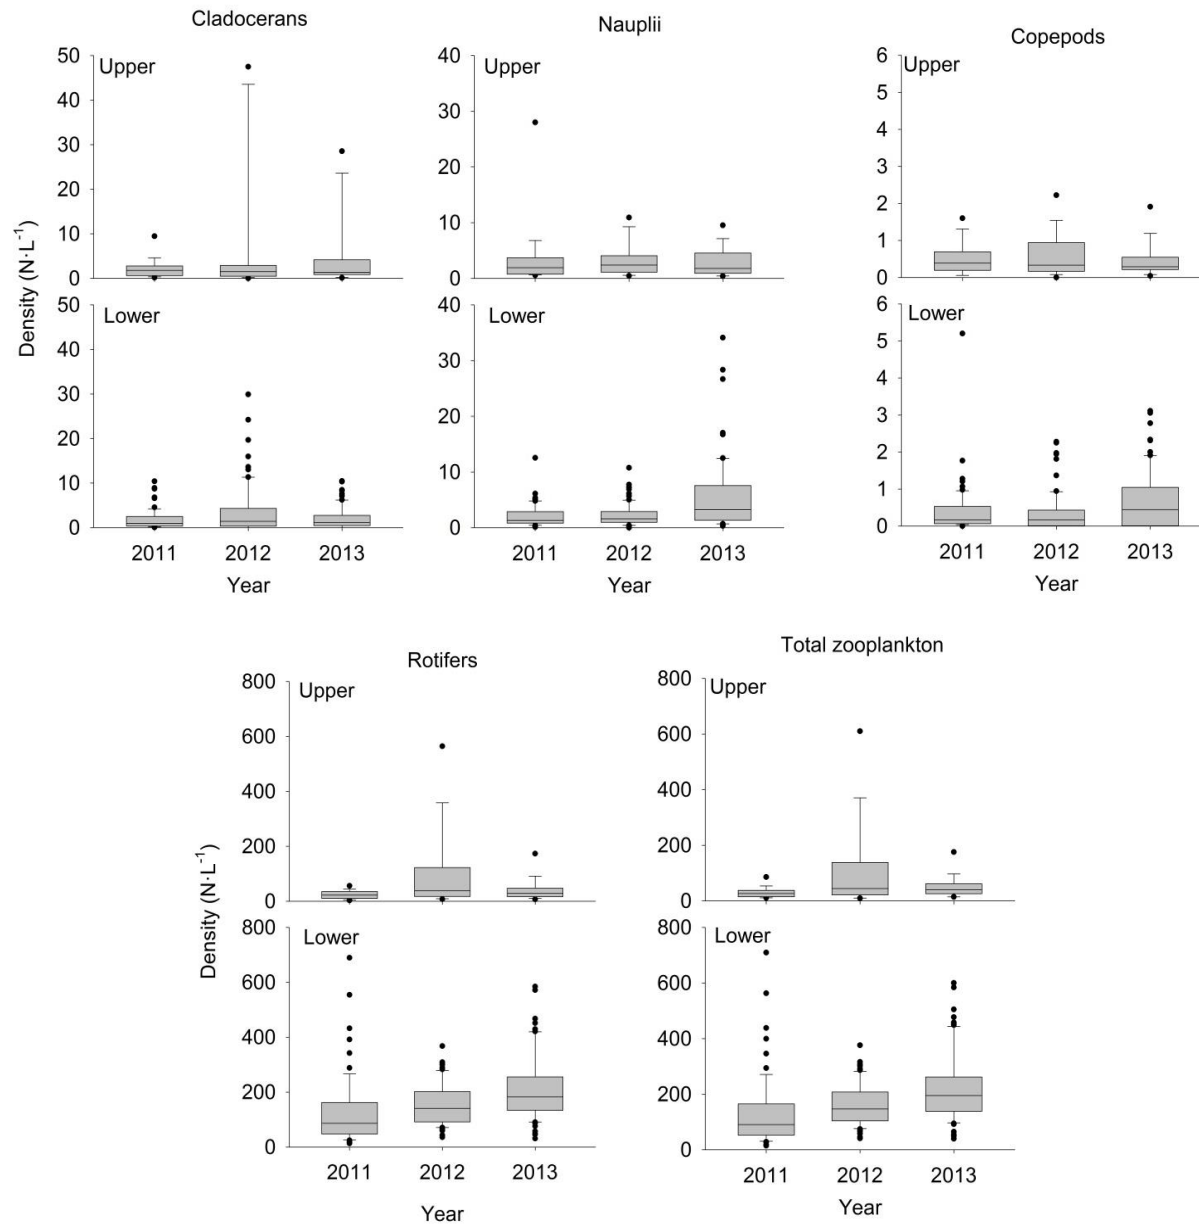 Cladocerans
Nauplii
Copepods
Upper
50
40
30
20
10
0
Upper
40
30
20
10
0
Upper
6
5
4
3
2
1
0
Density (N·L⁻¹)
Lower
50
40
30
20
10
0
2011 2012 2013
Year
Lower
40
30
20
10
0
2011 2012 2013
Year
Lower
6
5
4
3
2
1
0
2011 2012 2013
Year
Rotifers
Total zooplankton
Upper
800
600
400
200
0
Upper
800
600
400
200
0
Density (N·L⁻¹)
Lower
800
600
400
200
0
2011 2012 2013
Year
Lower
800
600
400
200
0
2011 2012 2013
Year